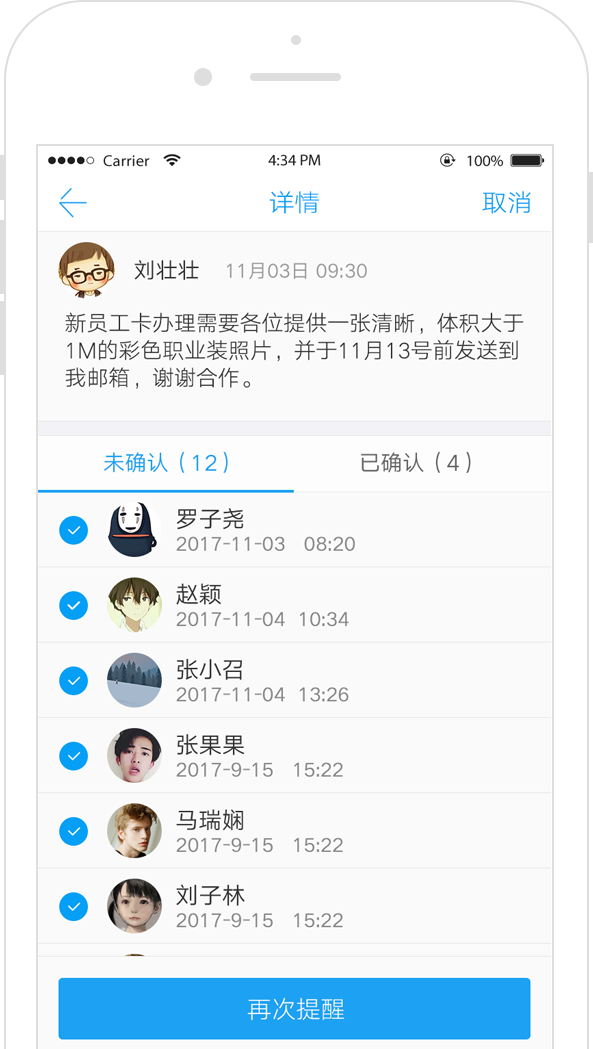 Carrier 4:34 PM 100%
详情 取消
刘壮壮 11月03日 09:30
新员工卡办理需要各位提供一张清晰，体积大于
1M的彩色职业装照片，并于11月13号前发送到
我邮箱，谢谢合作。
未确认（12） 已确认（4）
罗子尧
2017-11-03 08:20
赵颖
2017-11-04 10:34
张小召
2017-11-04 13:26
张果果
2017-9-15 15:22
马瑞娴
2017-9-15 15:22
刘子林
2017-9-15 15:22
再次提醒